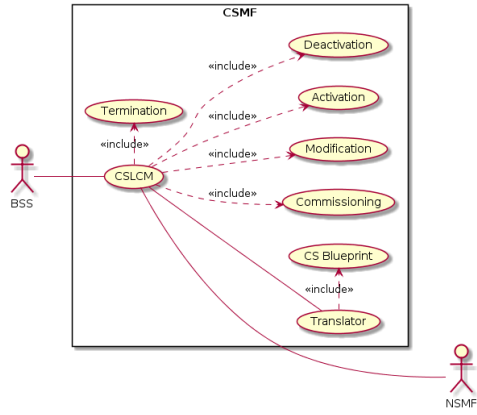 CSMF
Deactivation
«include»
Activation
Termination
«include»
«include»
Modification
«include»
BSS
CSLCM
«include»
Commissioning
CS Blueprint
«include»
Translator
NSMF